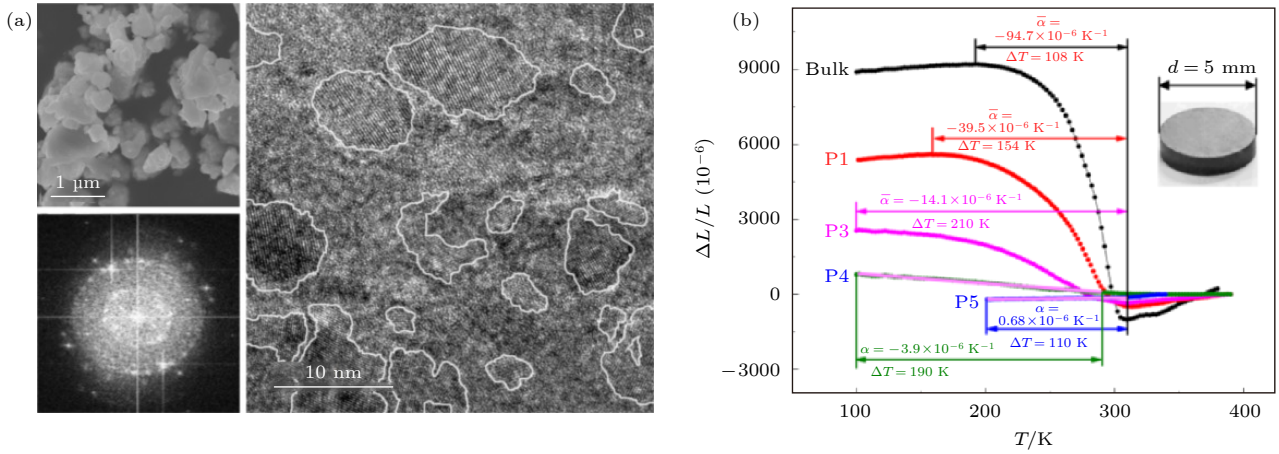 (a)
1 µm
10 nm
(b)
ΔL/L (10⁻⁶)
9000
6000
3000
0
−3000
100
200
300
400
T/K
Bulk
P1
P3
P4
P5
α̅ =
−94.7×10⁻⁶ K⁻¹
ΔT = 108 K
d = 5 mm
α̅ =
−39.5×10⁻⁶ K⁻¹
ΔT = 154 K
α̅ = −14.1×10⁻⁶ K⁻¹
ΔT = 210 K
α =
0.68×10⁻⁶ K⁻¹
ΔT = 110 K
α = −3.9×10⁻⁶ K⁻¹
ΔT = 190 K